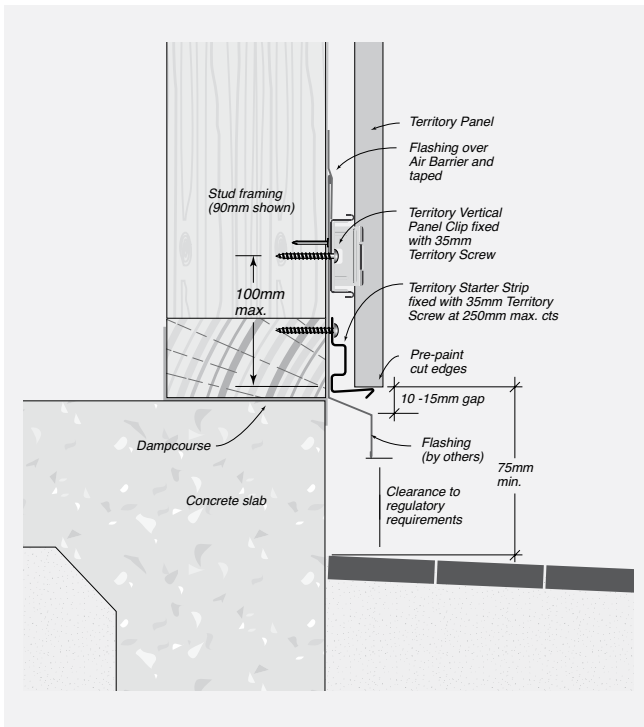 Territory Panel
Flashing over
Air Barrier and
taped
Stud framing
(90mm shown)
Territory Vertical
Panel Clip fixed
with 35mm
Territory Screw
100mm
max.
Territory Starter Strip
fixed with 35mm Territory
Screw at 250mm max. cts
Pre-paint
cut edges
10 -15mm gap
Dampcourse
Flashing
(by others)
75mm
min.
Concrete slab
Clearance to
regulatory
requirements